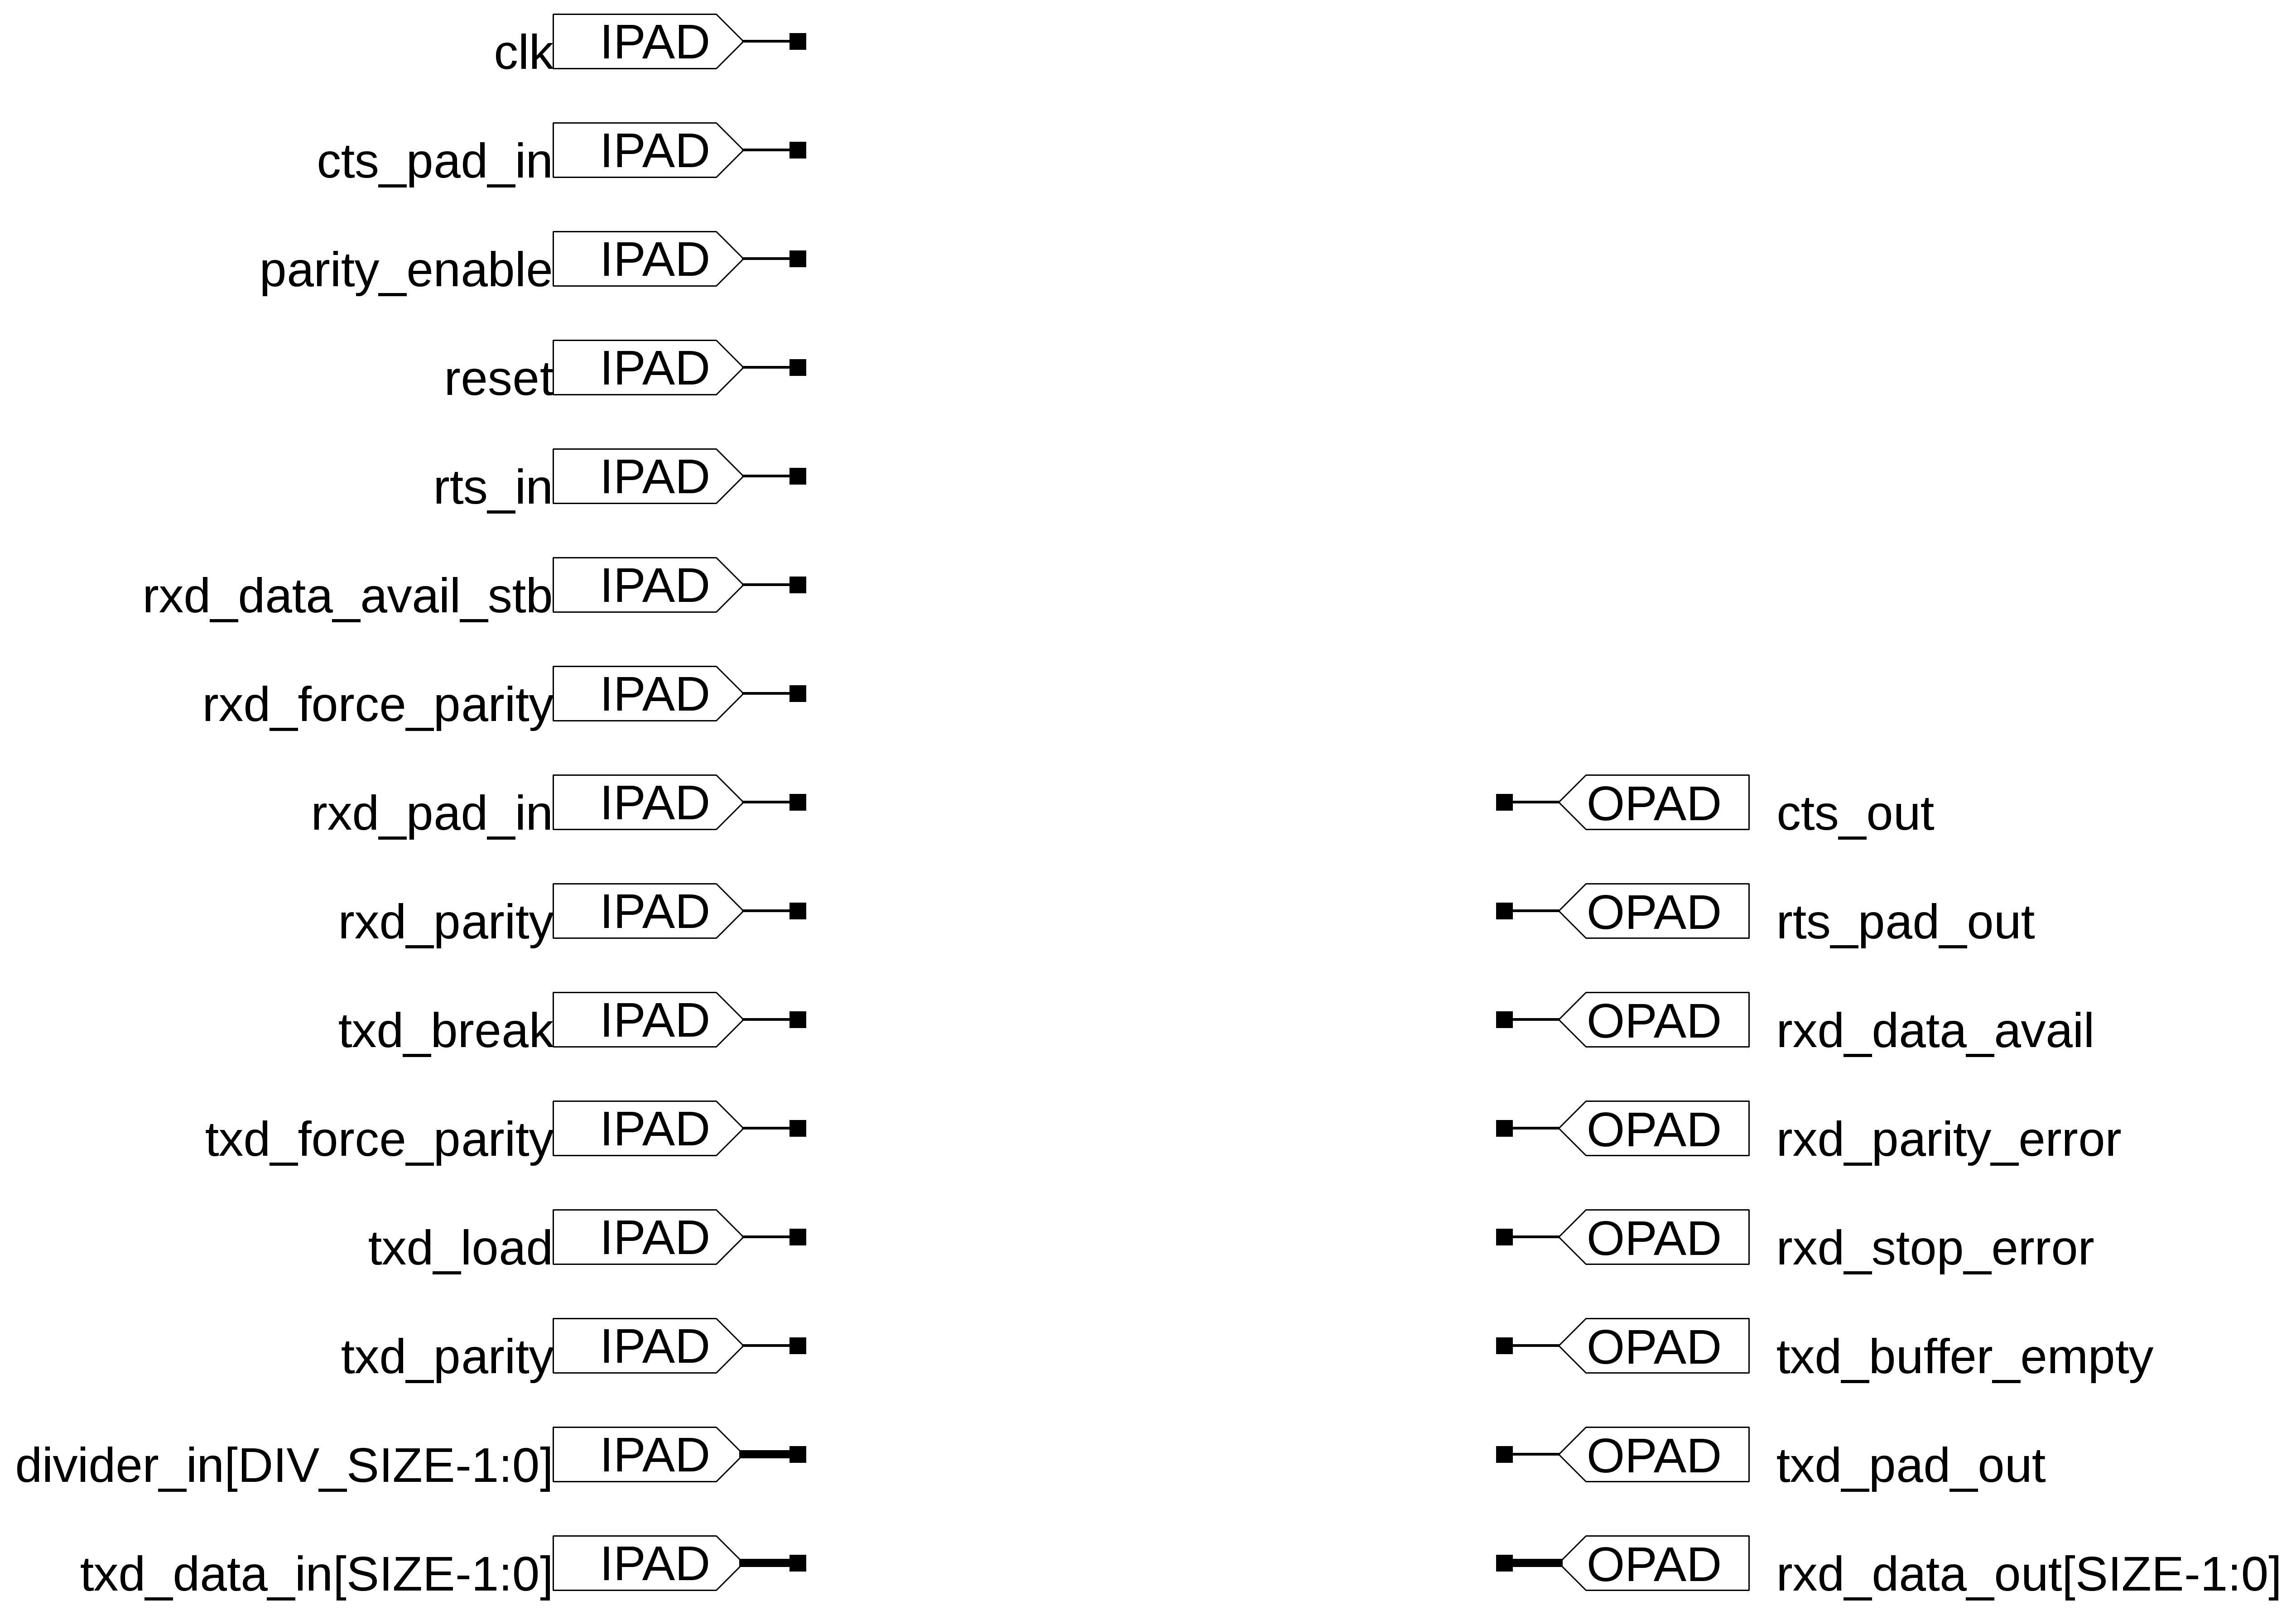 clk IPAD
cts_pad_in IPAD
parity_enable IPAD
reset IPAD
rts_in IPAD
rxd_data_avail_stb IPAD
rxd_force_parity IPAD
rxd_pad_in IPAD OPAD cts_out
rxd_parity IPAD OPAD rts_pad_out
txd_break IPAD OPAD rxd_data_avail
txd_force_parity IPAD OPAD rxd_parity_error
txd_load IPAD OPAD rxd_stop_error
txd_parity IPAD OPAD txd_buffer_empty
divider_in[DIV_SIZE-1:0] IPAD OPAD txd_pad_out
txd_data_in[SIZE-1:0] IPAD OPAD rxd_data_out[SIZE-1:0]